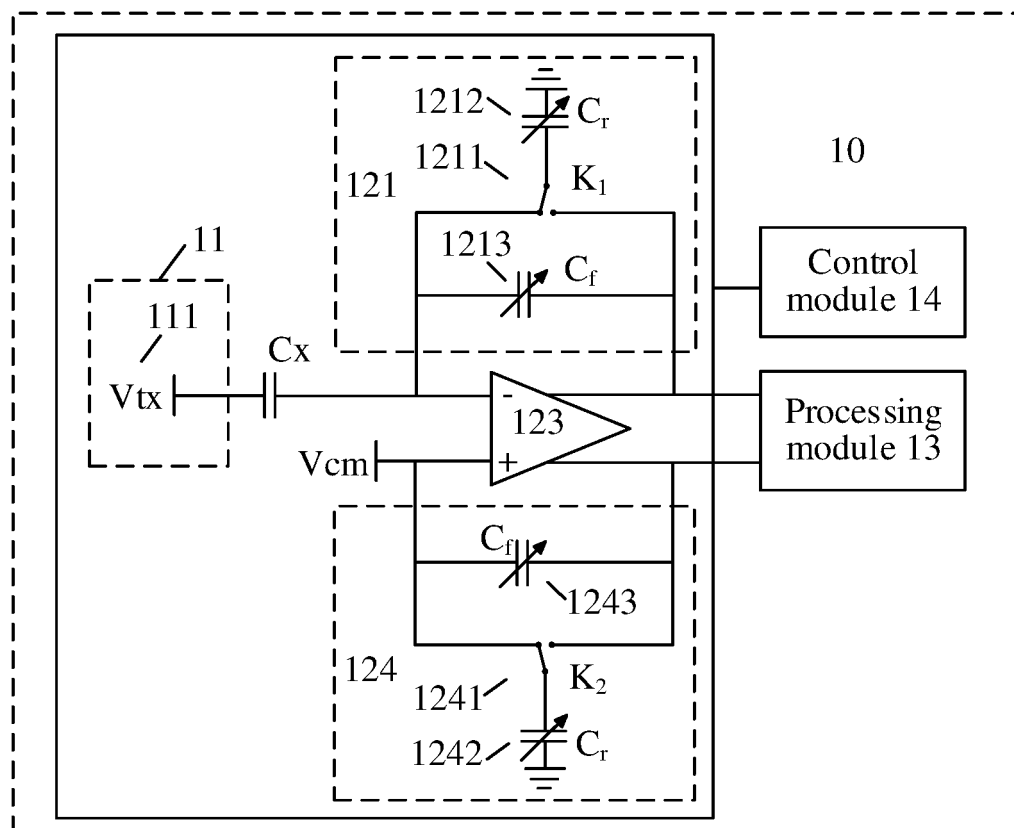 1212
Cr
1211
K1
121
10
11
1213
Cf
Control
module 14
111
Cx
Vtx
-
123
Processing
module 13
Vcm
+
Cf
1243
124
1241
K2
1242
Cr